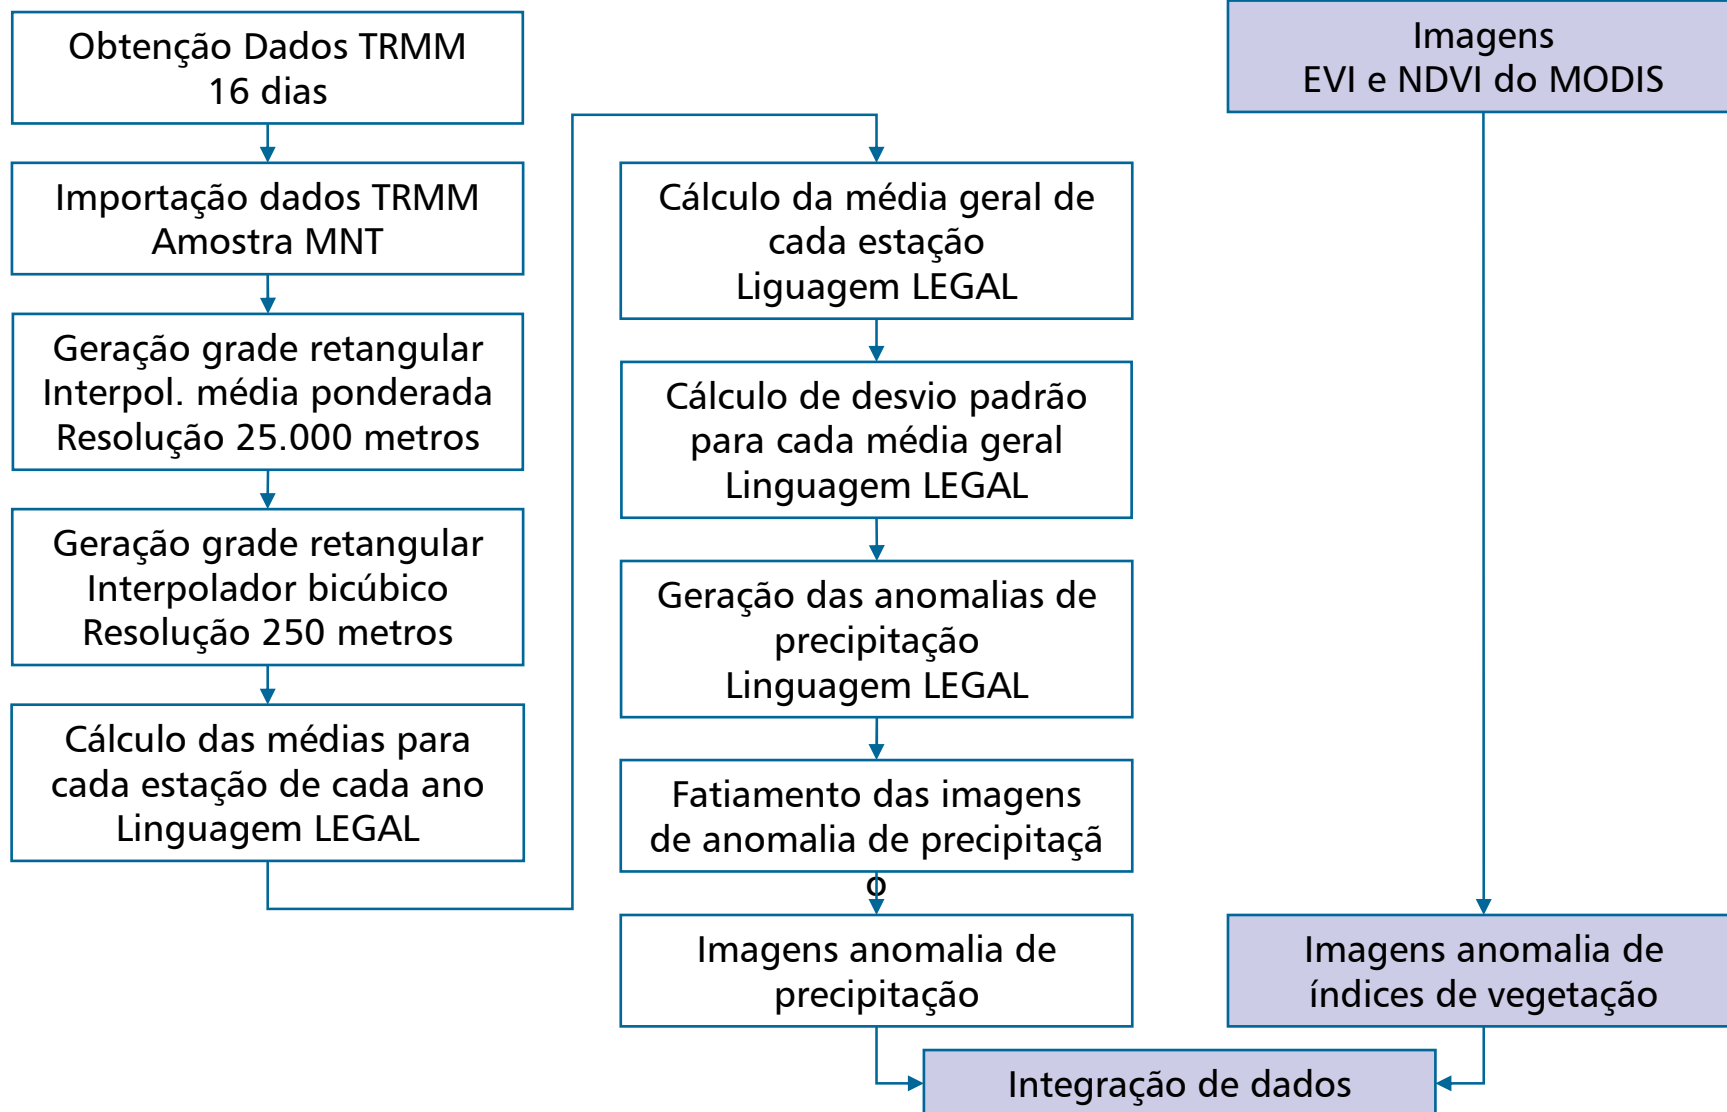 Obtenção Dados TRMM
16 dias
Importação dados TRMM
Amostra MNT
Geração grade retangular
Interpol. média ponderada
Resolução 25.000 metros
Geração grade retangular
Interpolador bicúbico
Resolução 250 metros
Cálculo das médias para
cada estação de cada ano
Linguagem LEGAL
Cálculo da média geral de
cada estação
Liguagem LEGAL
Cálculo de desvio padrão
para cada média geral
Linguagem LEGAL
Geração das anomalias de
precipitação
Linguagem LEGAL
Fatiamento das imagens
de anomalia de precipitaçã
o
Imagens anomalia de
precipitação
Imagens
EVI e NDVI do MODIS
Imagens anomalia de
índices de vegetação
Integração de dados